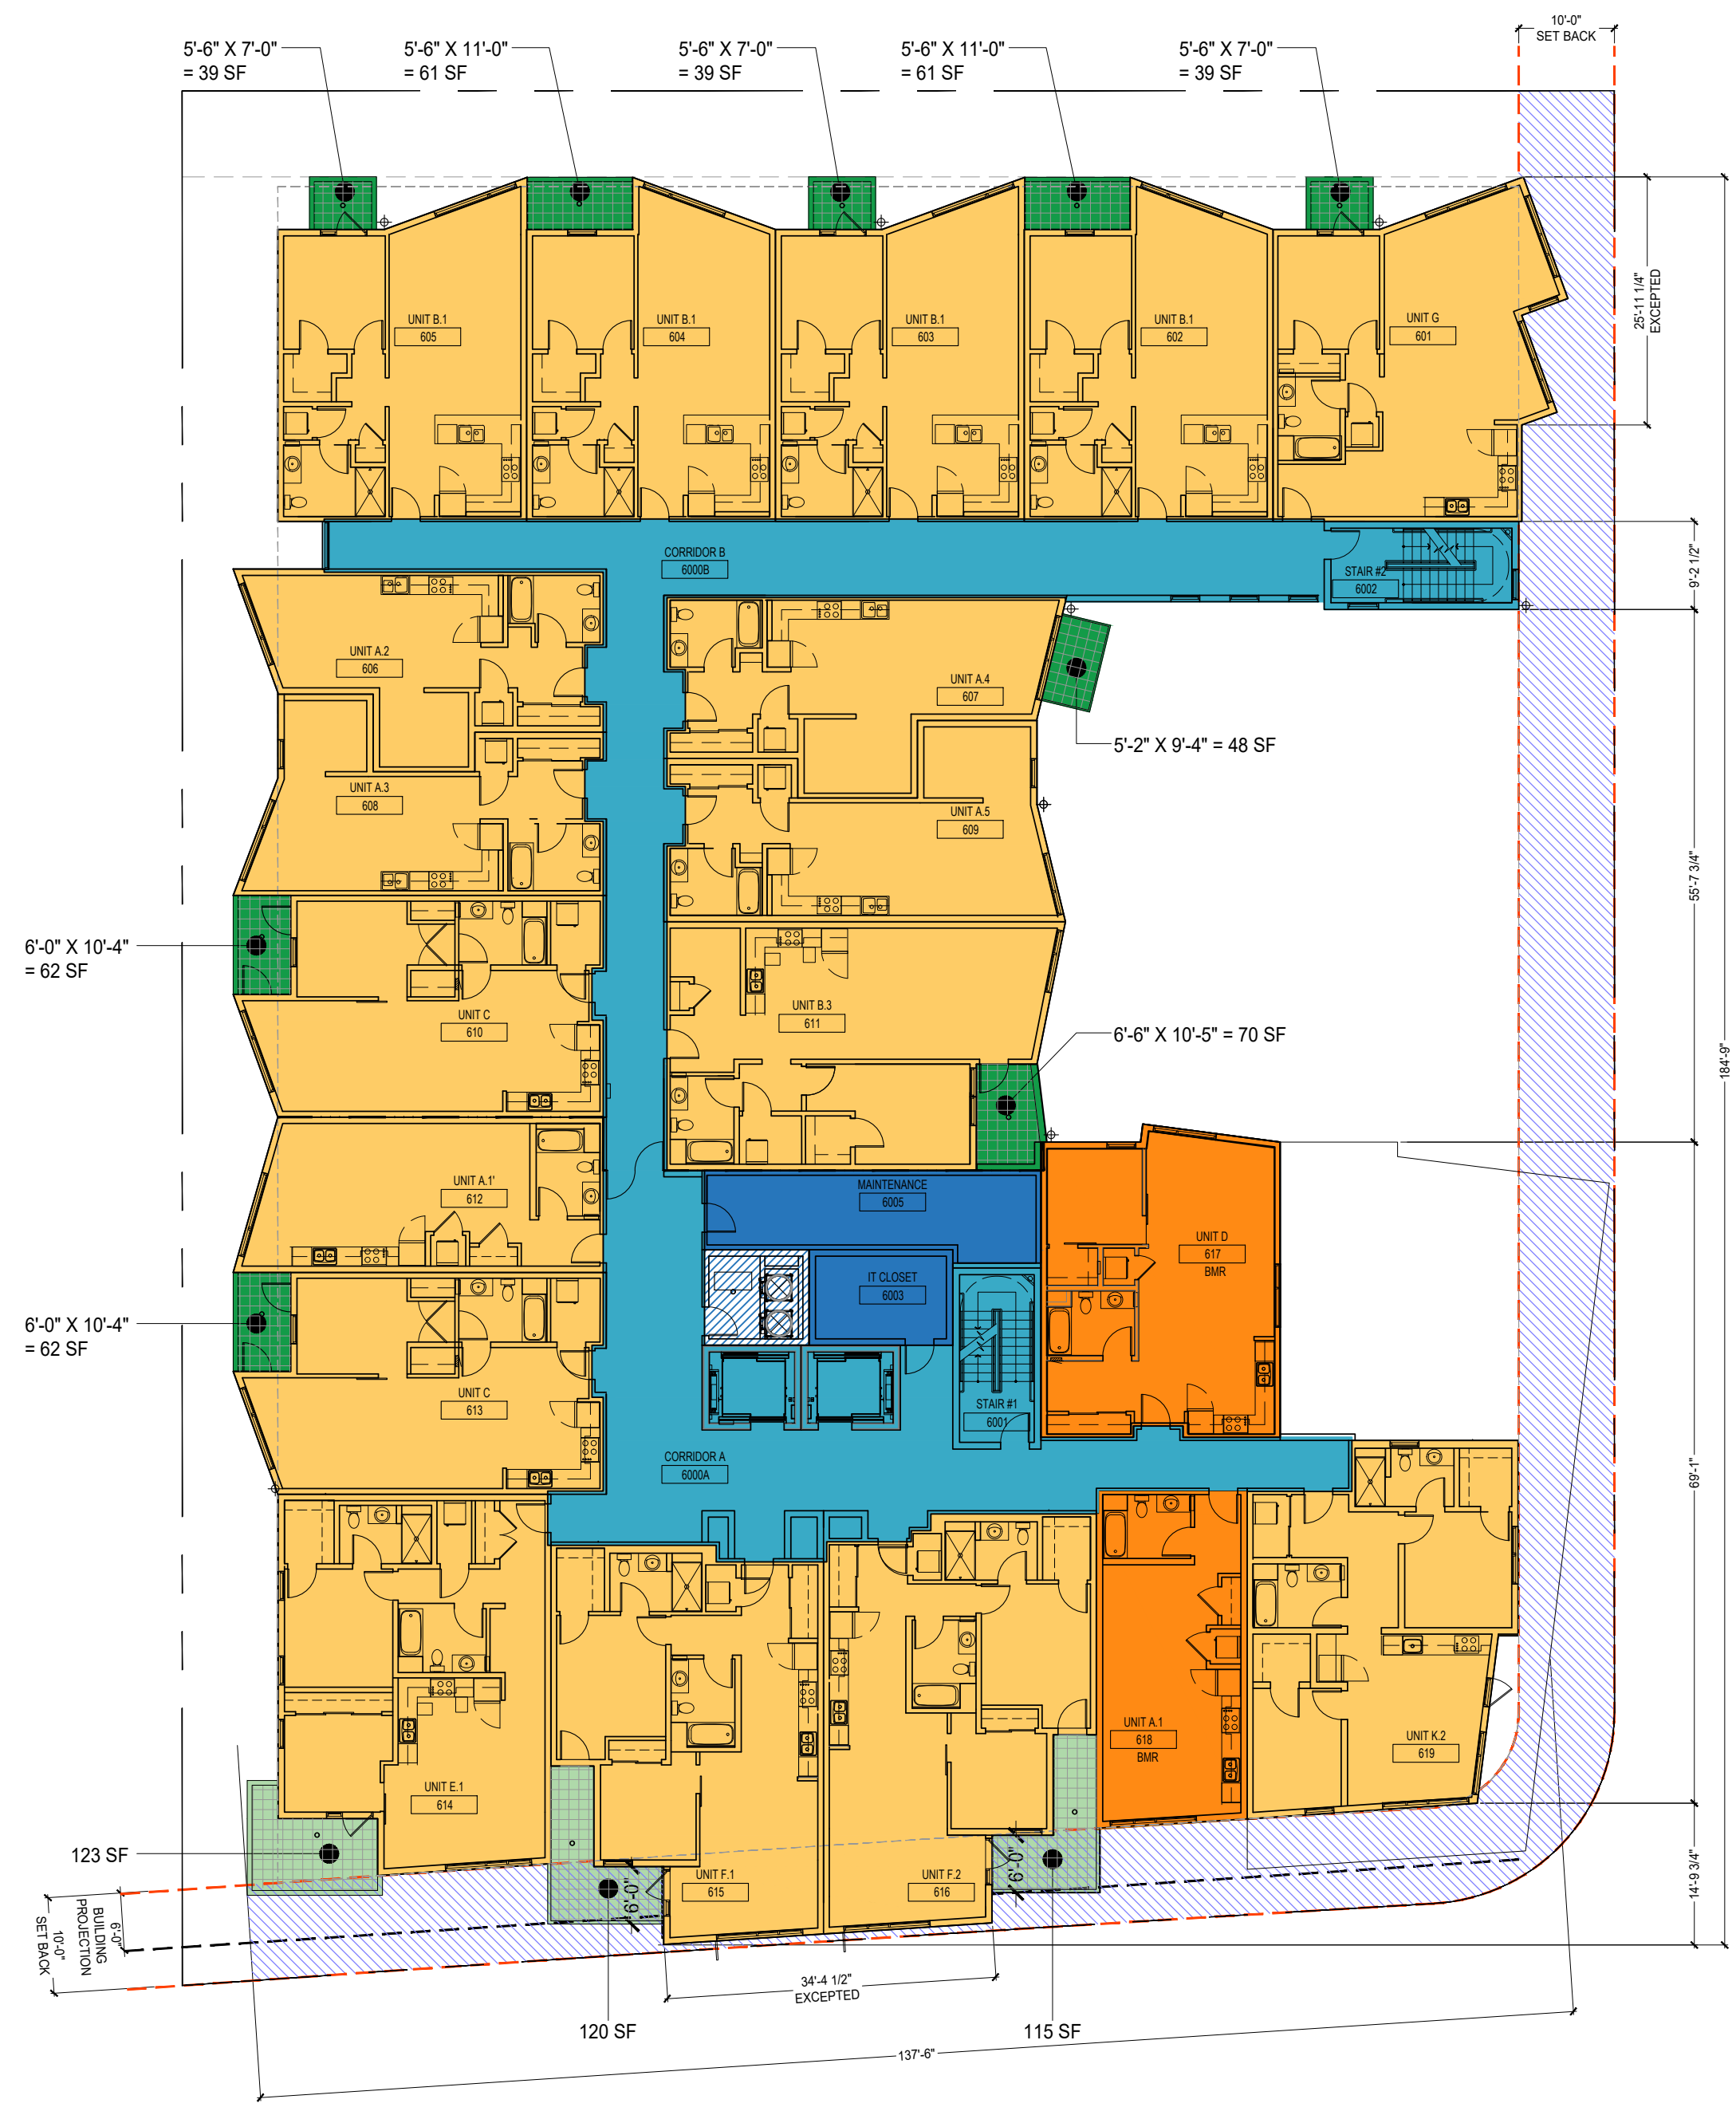 10'-0"
SET BACK
5'-6" X 7'-0"
= 39 SF
5'-6" X 11'-0"
= 61 SF
5'-6" X 7'-0"
= 39 SF
5'-6" X 11'-0"
= 61 SF
5'-6" X 7'-0"
= 39 SF
25'-11 1/4"
EXCEPTED
UNIT B.1
605
UNIT B.1
604
UNIT B.1
603
UNIT B.1
602
UNIT G
601
CORRIDOR B
6000B
STAIR #2
6002
9'-2 1/2"
UNIT A.2
606
UNIT A.4
607
5'-2" X 9'-4" = 48 SF
UNIT A.3
608
UNIT A.5
609
55'-7 3/4"
6'-0" X 10'-4"
= 62 SF
UNIT C
610
UNIT B.3
611
6'-6" X 10'-5" = 70 SF
184'-9"
UNIT A.1'
612
MAINTENANCE
6005
UNIT D
617
BMR
IT CLOSET
6003
6'-0" X 10'-4"
= 62 SF
UNIT C
613
STAIR #1
6001
CORRIDOR A
6000A
69'-1"
UNIT E.1
614
UNIT A.1
618
BMR
UNIT K.2
619
123 SF
UNIT F.1
615
UNIT F.2
616
6'-0"
6'-0"
14'-9 3/4"
6'-0"
BUILDING
PROJECTION
10'-0"
SET BACK
34'-4 1/2"
EXCEPTED
120 SF
115 SF
137'-6"